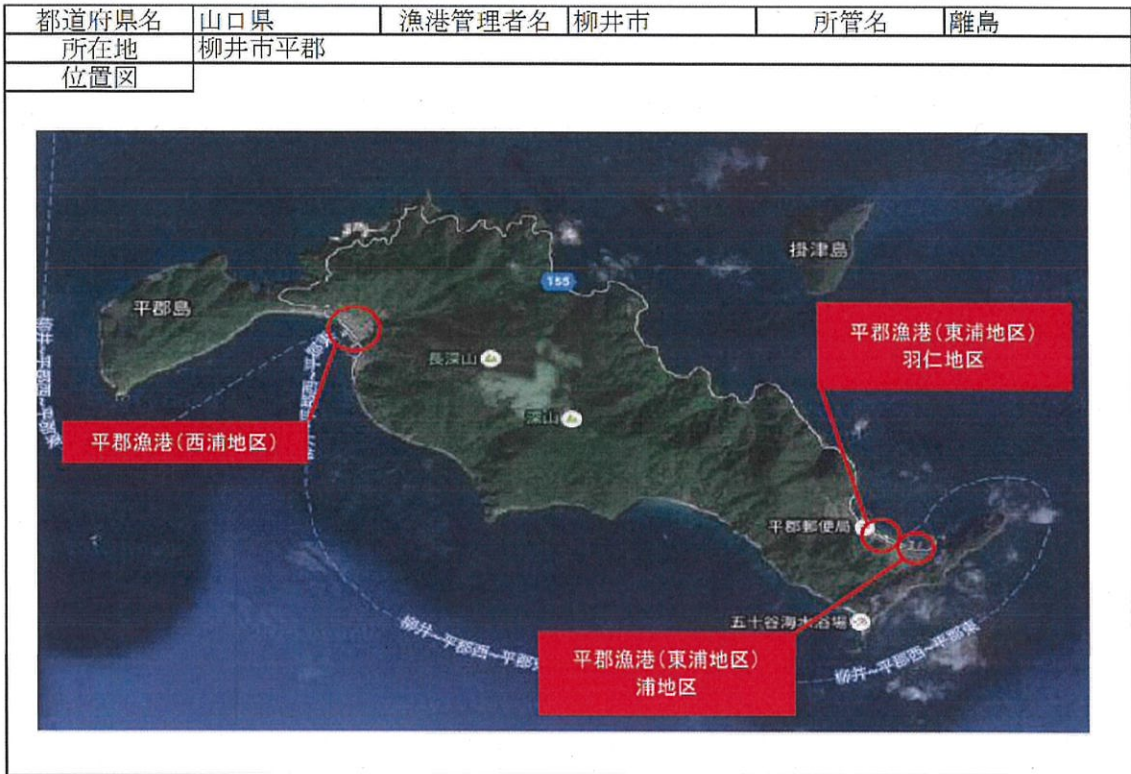 都道府県名 山口県 漁港管理者名 柳井市 所管名 離島
所在地 柳井市平郡
位置図
掛津島
155
平郡島
平郡漁港(東浦地区)
羽仁地区
長深山
深山
平郡漁港(西浦地区)
平郡郵便局
五十谷海水浴場
柳井~平郡西~平郡東
平郡漁港(東浦地区)
浦地区